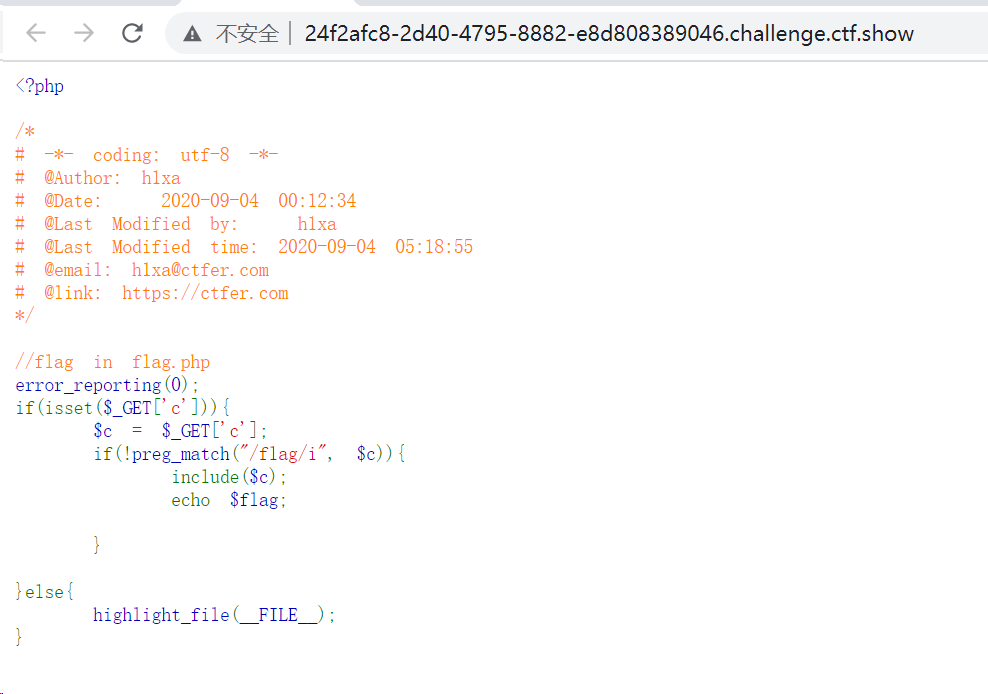 不安全 | 24f2afc8-2d40-4795-8882-e8d808389046.challenge.ctf.show
<?php
/*
# -*- coding: utf-8 -*-
# @Author: hlxa
# @Date:   2020-09-04 00:12:34
# @Last Modified by:   hlxa
# @Last Modified time: 2020-09-04 05:18:55
# @email: hlxa@ctfer.com
# @link: https://ctfer.com
*/
//flag in flag.php
error_reporting(0);
if(isset($_GET['c'])){
        $c = $_GET['c'];
        if(!preg_match("/flag/i", $c)){
                include($c);
                echo $flag;
        }
}else{
        highlight_file(__FILE__);
}